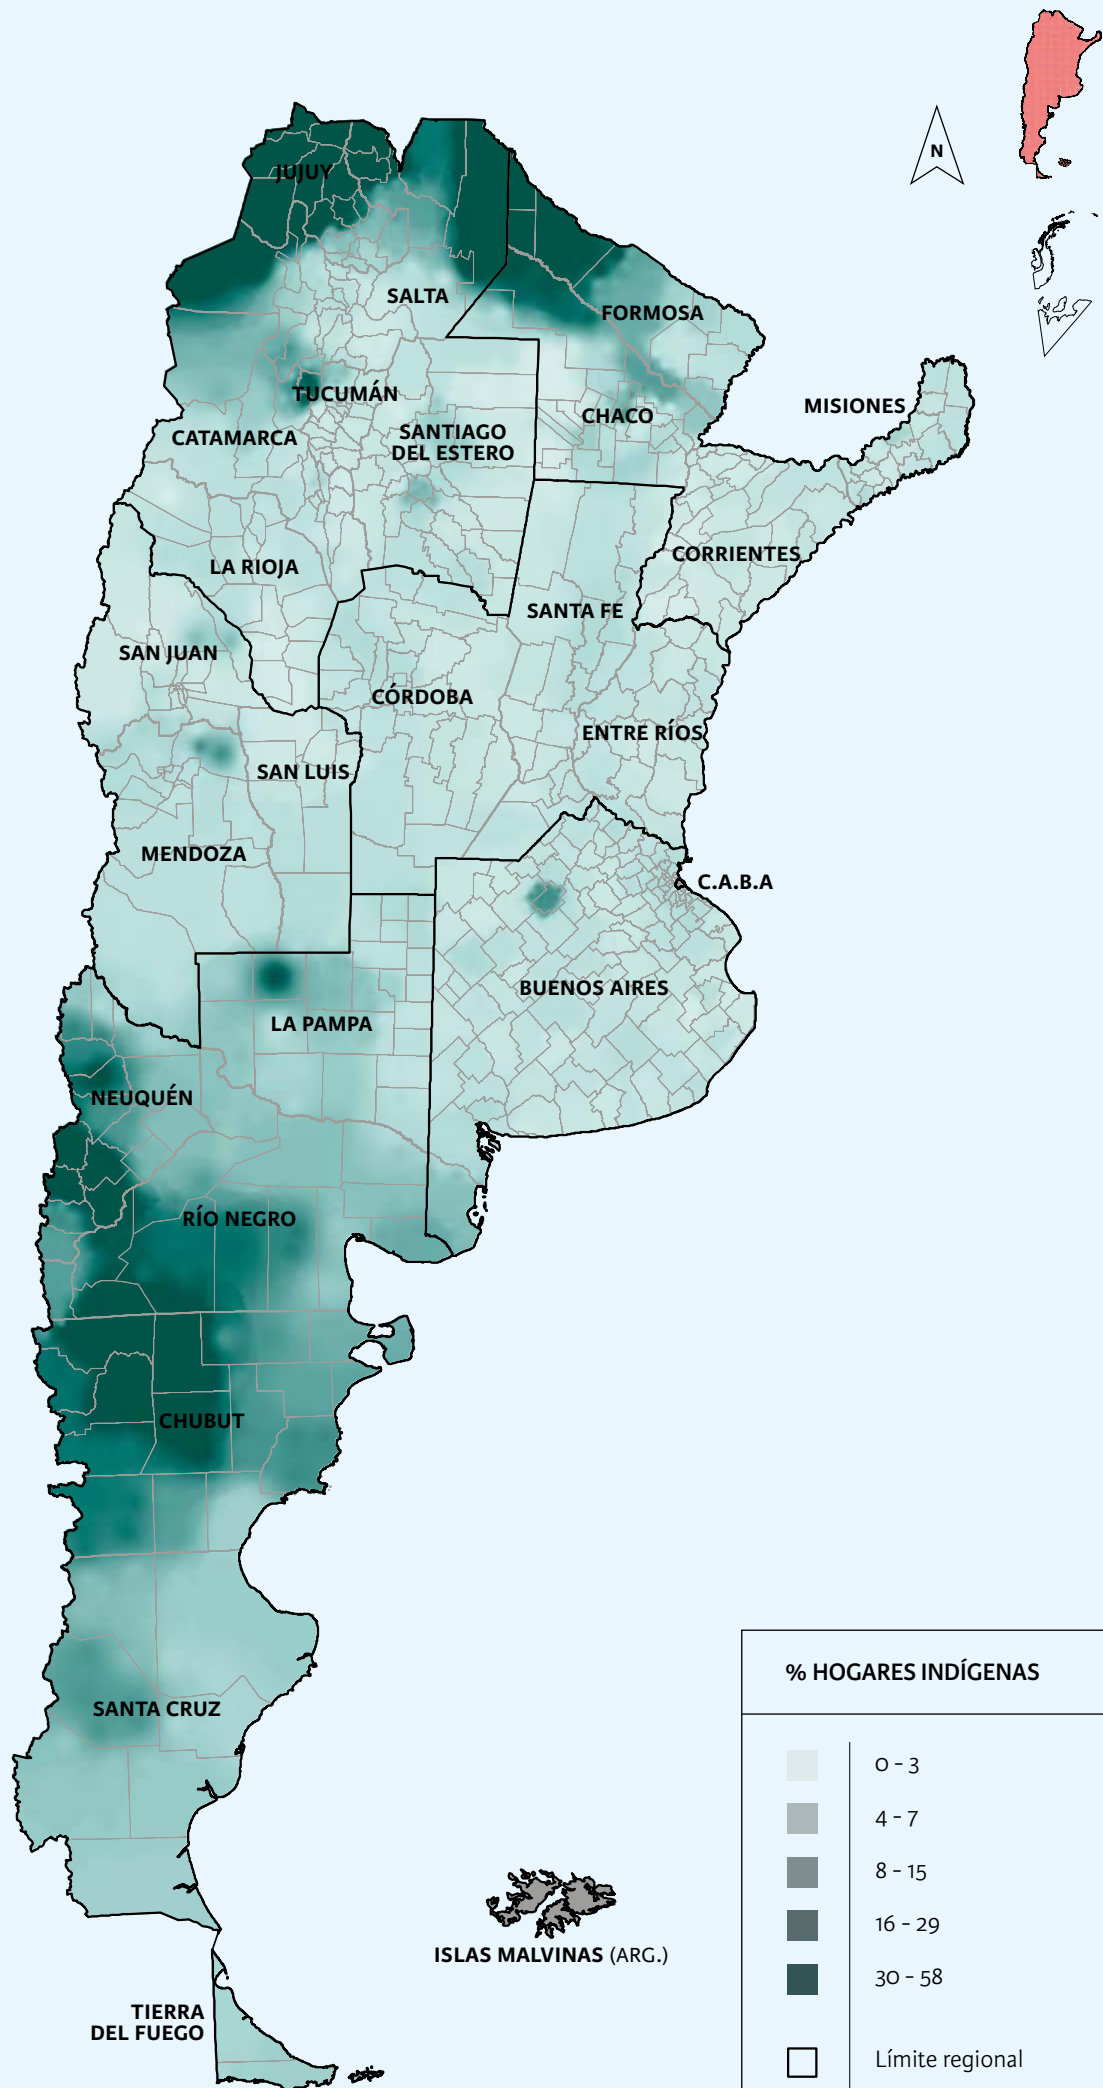 N
JUJUY
SALTA
FORMOSA
TUCUMÁN
MISIONES
CHACO
CATAMARCA
SANTIAGO
DEL ESTERO
CORRIENTES
LA RIOJA
SANTA FE
SAN JUAN
CÓRDOBA
ENTRE RÍOS
SAN LUIS
MENDOZA
C.A.B.A
BUENOS AIRES
LA PAMPA
NEUQUÉN
RÍO NEGRO
CHUBUT
SANTA CRUZ
ISLAS MALVINAS (ARG.)
TIERRA
DEL FUEGO
% HOGARES INDÍGENAS
0 - 3
4 - 7
8 - 15
16 - 29
30 - 58
Límite regional